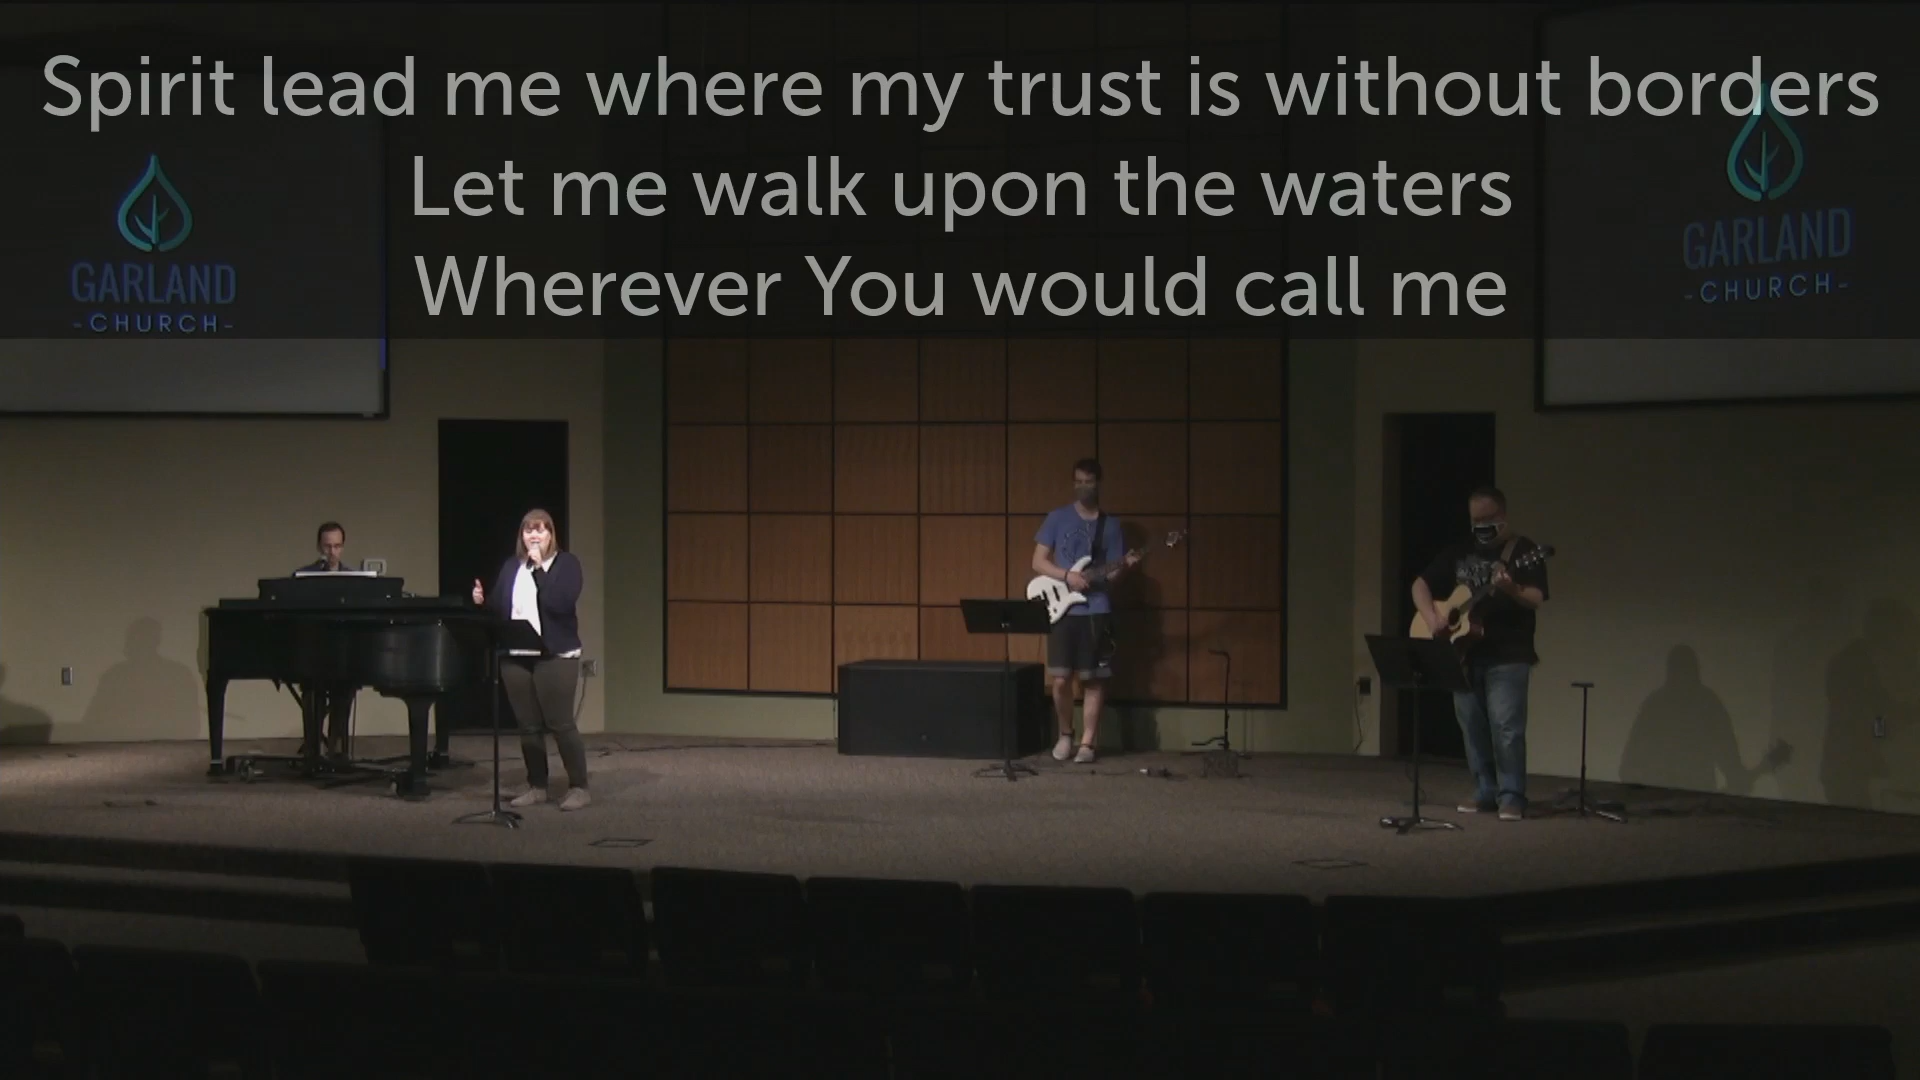 Spirit lead me where my trust is without borders
Let me walk upon the waters
Wherever You would call me
GARLAND
-CHURCH-
GARLAND
-CHURCH-